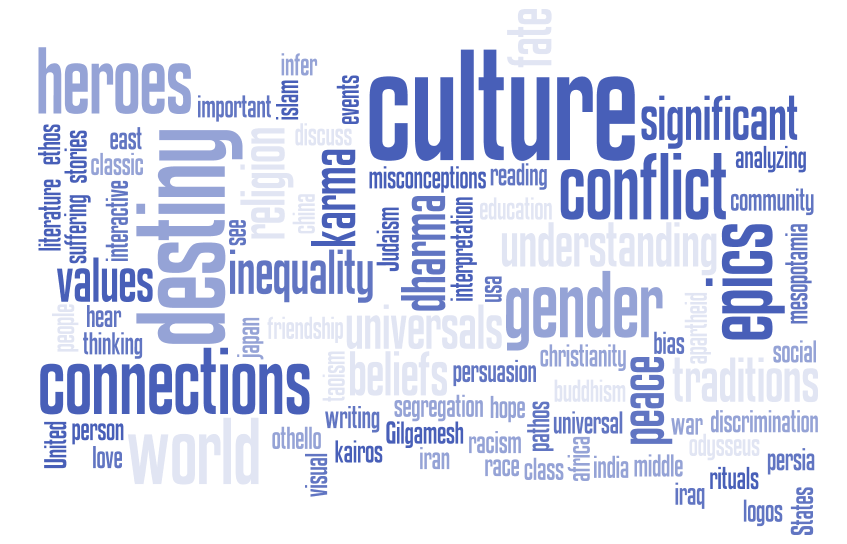 fate
culture
heroes
infer
important
islam
events
significant
ethos
stories
east
classic
destiny
religion
discuss
karma
misconceptions
reading
conflict
analyzing
community
literature
suffering
interactive
see
china
Judaism
dharma
interpretation
education
understanding
epics
mesopotamia
values
inequality
usa
gender
apartheid
people
hear
thinking
japan
friendship
universals
bias
christianity
social
connections
taoism
beliefs
persuasion
buddhism
peace
traditions
segregation
hope
pathos
universal
war
discrimination
United
person
love
world
othello
visual
writing
kairos
Gilgamesh
iran
racism
race
class
africa
india
middle
odysseus
persia
rituals
iraq
logos
States